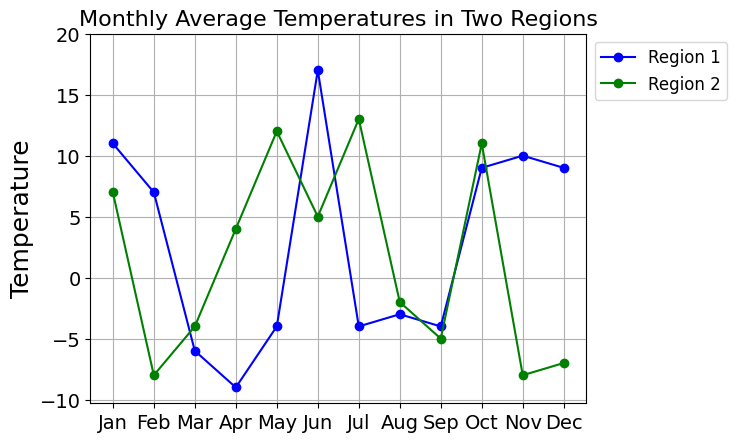 Monthly Average Temperatures in Two Regions
Region 1
Region 2
Temperature
20
15
10
5
0
−5
−10
Jan Feb Mar Apr May Jun Jul Aug Sep Oct Nov Dec